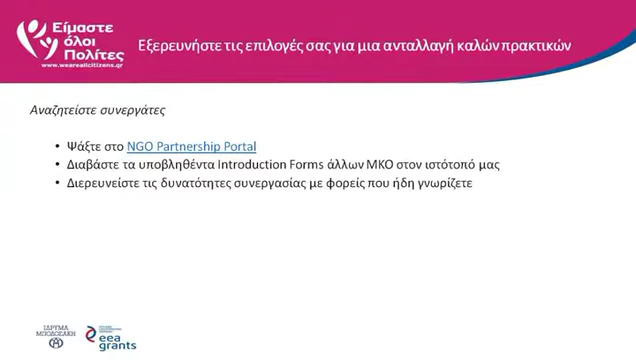 Είμαστε
όλοι
Πολίτες
www.weareallcitizens.gr
Εξερευνήστε τις επιλογές σας για μια ανταλλαγή καλών πρακτικών
Αναζητείστε συνεργάτες
• Ψάξτε στο NGO Partnership Portal
• Διαβάστε τα υποβληθέντα Introduction Forms άλλων ΜΚΟ στον ιστότοπό μας
• Διερευνείστε τις δυνατότητες συνεργασίας με φορείς που ήδη γνωρίζετε
ΙΔΡΥΜΑ
ΜΠΟΔΟΣΑΚΗ
eea
grants